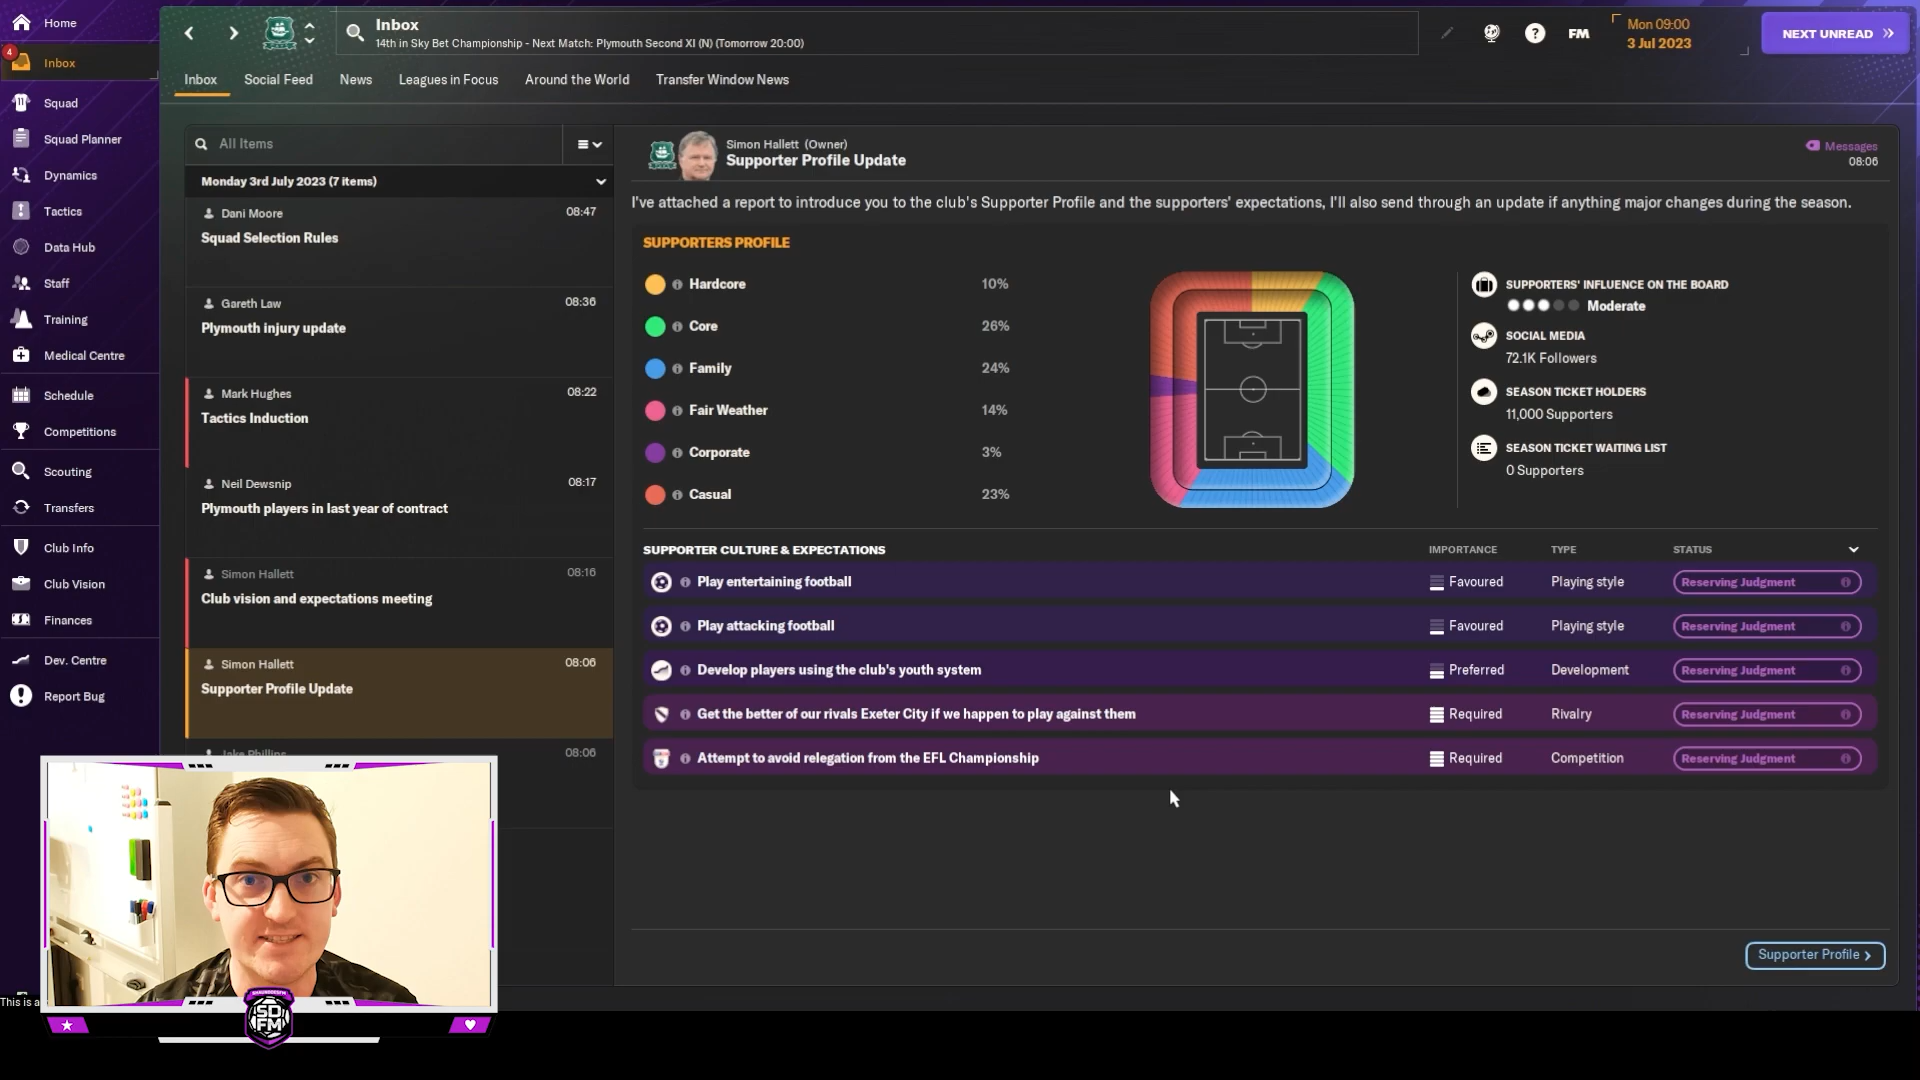 Home
4
Inbox
Squad
Squad Planner
Dynamics
Tactics
Data Hub
Staff
Training
Medical Centre
Schedule
Competitions
Scouting
Transfers
Club Info
Club Vision
Finances
Dev. Centre
Report Bug
Inbox
14th in Sky Bet Championship - Next Match: Plymouth Second XI (N) (Tomorrow 20:00)
?
FM
Mon 09:00
3 Jul 2023
NEXT UNREAD
Inbox
Social Feed
News
Leagues in Focus
Around the World
Transfer Window News
All Items
Monday 3rd July 2023 (7 items)
Dani Moore 08:47
Squad Selection Rules
Gareth Law 08:36
Plymouth injury update
Mark Hughes 08:22
Tactics Induction
Neil Dewsnip 08:17
Plymouth players in last year of contract
Simon Hallett 08:16
Club vision and expectations meeting
Simon Hallett 08:06
Supporter Profile Update
Jake Phillips 08:06
Simon Hallett (Owner)
Supporter Profile Update
Messages
08:06
I've attached a report to introduce you to the club's Supporter Profile and the supporters' expectations, I'll also send through an update if anything major changes during the season.
SUPPORTERS PROFILE
Hardcore 10%
Core 26%
Family 24%
Fair Weather 14%
Corporate 3%
Casual 23%
SUPPORTERS' INFLUENCE ON THE BOARD
Moderate
SOCIAL MEDIA
72.1K Followers
SEASON TICKET HOLDERS
11,000 Supporters
SEASON TICKET WAITING LIST
0 Supporters
SUPPORTER CULTURE & EXPECTATIONS IMPORTANCE TYPE STATUS
Play entertaining football Favoured Playing style Reserving Judgment
Play attacking football Favoured Playing style Reserving Judgment
Develop players using the club's youth system Preferred Development Reserving Judgment
Get the better of our rivals Exeter City if we happen to play against them Required Rivalry Reserving Judgment
Attempt to avoid relegation from the EFL Championship Required Competition Reserving Judgment
Supporter Profile
This is a
SD
FM